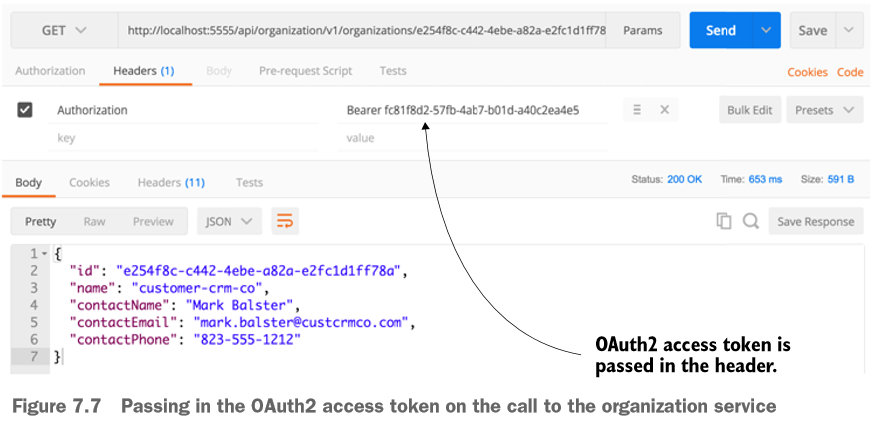 GET http://localhost:5555/api/organization/v1/organizations/e254f8c-c442-4ebe-a82a-e2fc1d1ff78 Params Send Save
Authorization Headers (1) Body Pre-request Script Tests Cookies Code
Authorization Bearer fc81f8d2-57fb-4ab7-b01d-a40c2ea4e5 Bulk Edit Presets
key value
Body Cookies Headers (11) Tests Status: 200 OK Time: 653 ms Size: 591 B
Pretty Raw Preview JSON Save Response
1 {
2 "id": "e254f8c-c442-4ebe-a82a-e2fc1d1ff78a",
3 "name": "customer-crm-co",
4 "contactName": "Mark Balster",
5 "contactEmail": "mark.balster@custcrmco.com",
6 "contactPhone": "823-555-1212"
7 }
OAuth2 access token is
passed in the header.
Figure 7.7 Passing in the OAuth2 access token on the call to the organization service